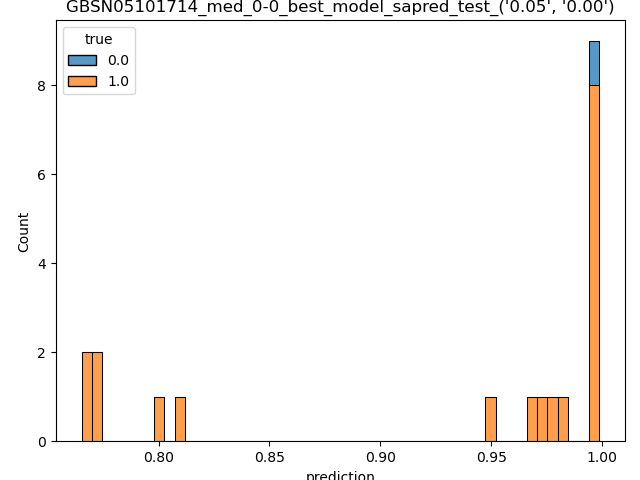 GBSN05101714_med_0-0_best_model_sapred_test_('0.05', '0.00')
true
0.0
1.0
Count
8
6
4
2
0
0.80 0.85 0.90 0.95 1.00
prediction